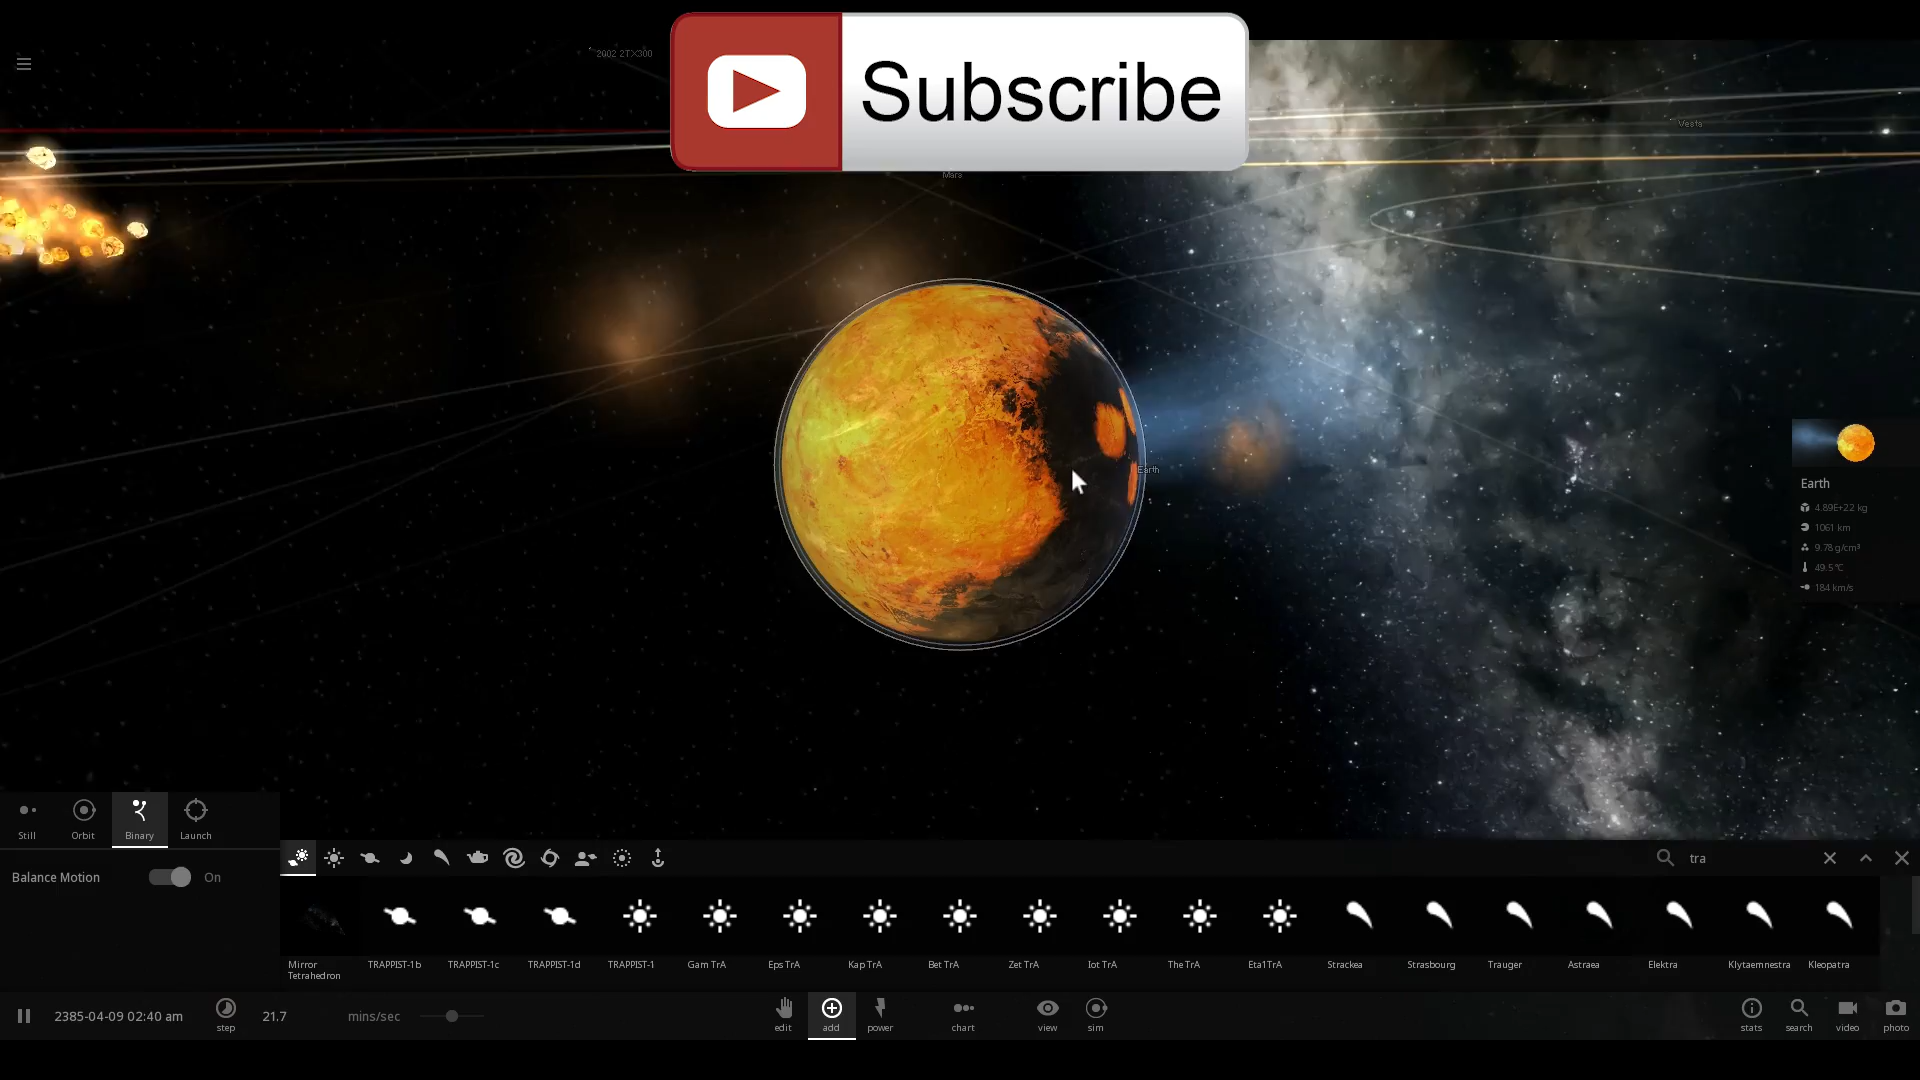 2002 2TX300
Subscribe
Vesta
Mars
Earth
Earth
4.89E+22 kg
1061 km
9.78 g/cm³
49.5 °C
184 km/s
Still
Orbit
Binary
Launch
Balance Motion
On
tra
Mirror
Tetrahedron
TRAPPIST-1b
TRAPPIST-1c
TRAPPIST-1d
TRAPPIST-1
Gam TrA
Eps TrA
Kap TrA
Bet TrA
Zet TrA
Iot TrA
The TrA
Eta1TrA
Strackea
Strasbourg
Trauger
Astraea
Elektra
Klytaemnestra
Kleopatra
2385-04-09 02:40 am
step
21.7
mins/sec
edit
add
power
chart
view
sim
stats
search
video
photo